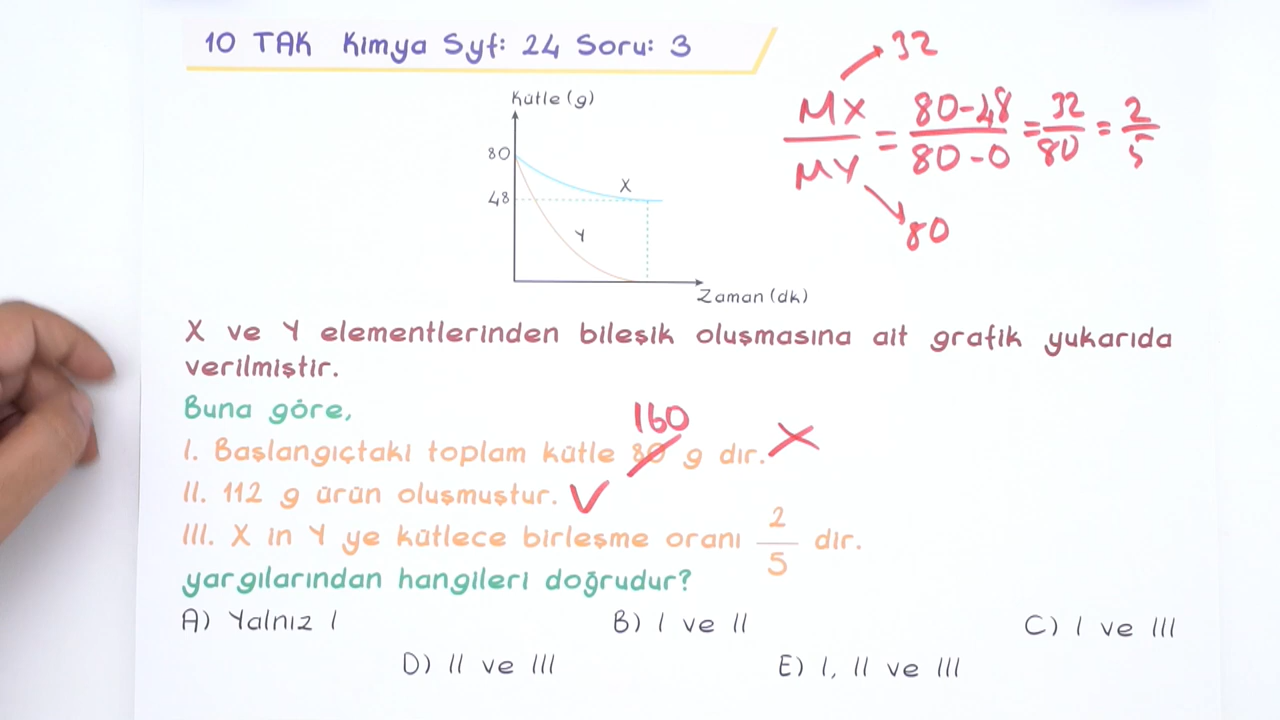 10 TAK Kimya Syf: 24 Soru: 3
Kütle (g)
80
48
X
Y
Zaman (dk)
32
MX/MY = 80-48/80-0 = 32/80 = 2/5
80
X ve Y elementlerinden bileşik oluşmasına ait grafik yukarıda
verilmiştir.
Buna göre,
160
I. Başlangıçtaki toplam kütle 80 g dır. X
II. 112 g ürün oluşmuştur. ✓
III. X in Y ye kütlece birleşme oranı 2/5 dir.
yargılarından hangileri doğrudur?
A) Yalnız I B) I ve II C) I ve III
D) II ve III E) I, II ve III